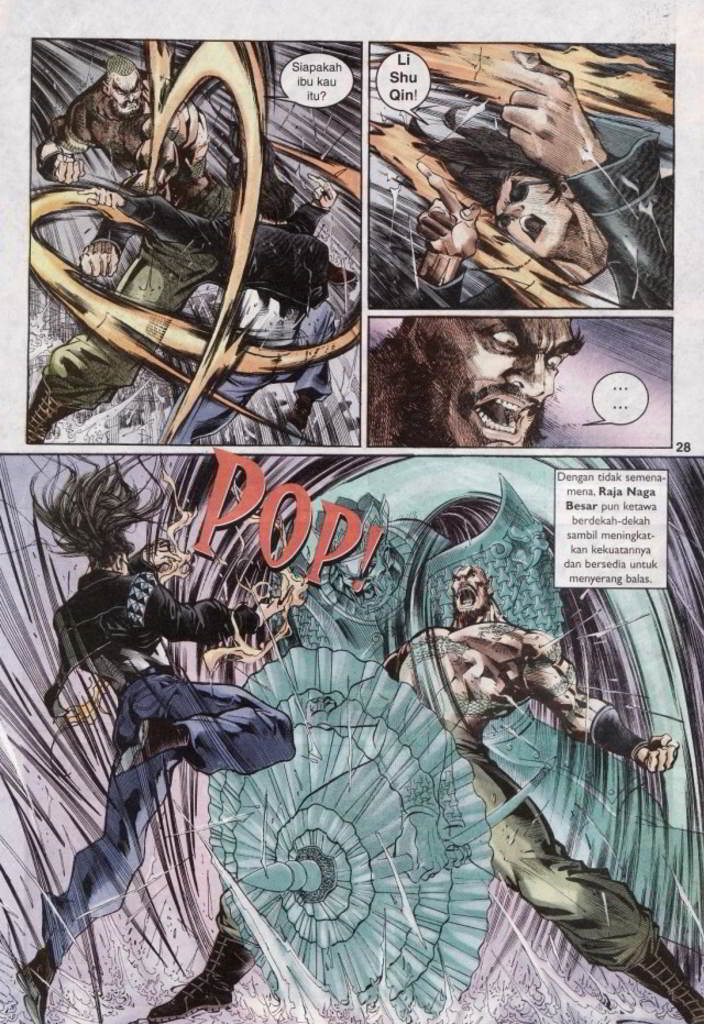 Siapakah
ibu kau
itu?
Li
Shu
Qin!
...
...
28
POP!
Dengan tidak semena-
mena, Raja Naga
Besar pun ketawa
berdekah-dekah
sambil meningkat-
kan kekuatannya
dan bersedia untuk
menyerang balas.